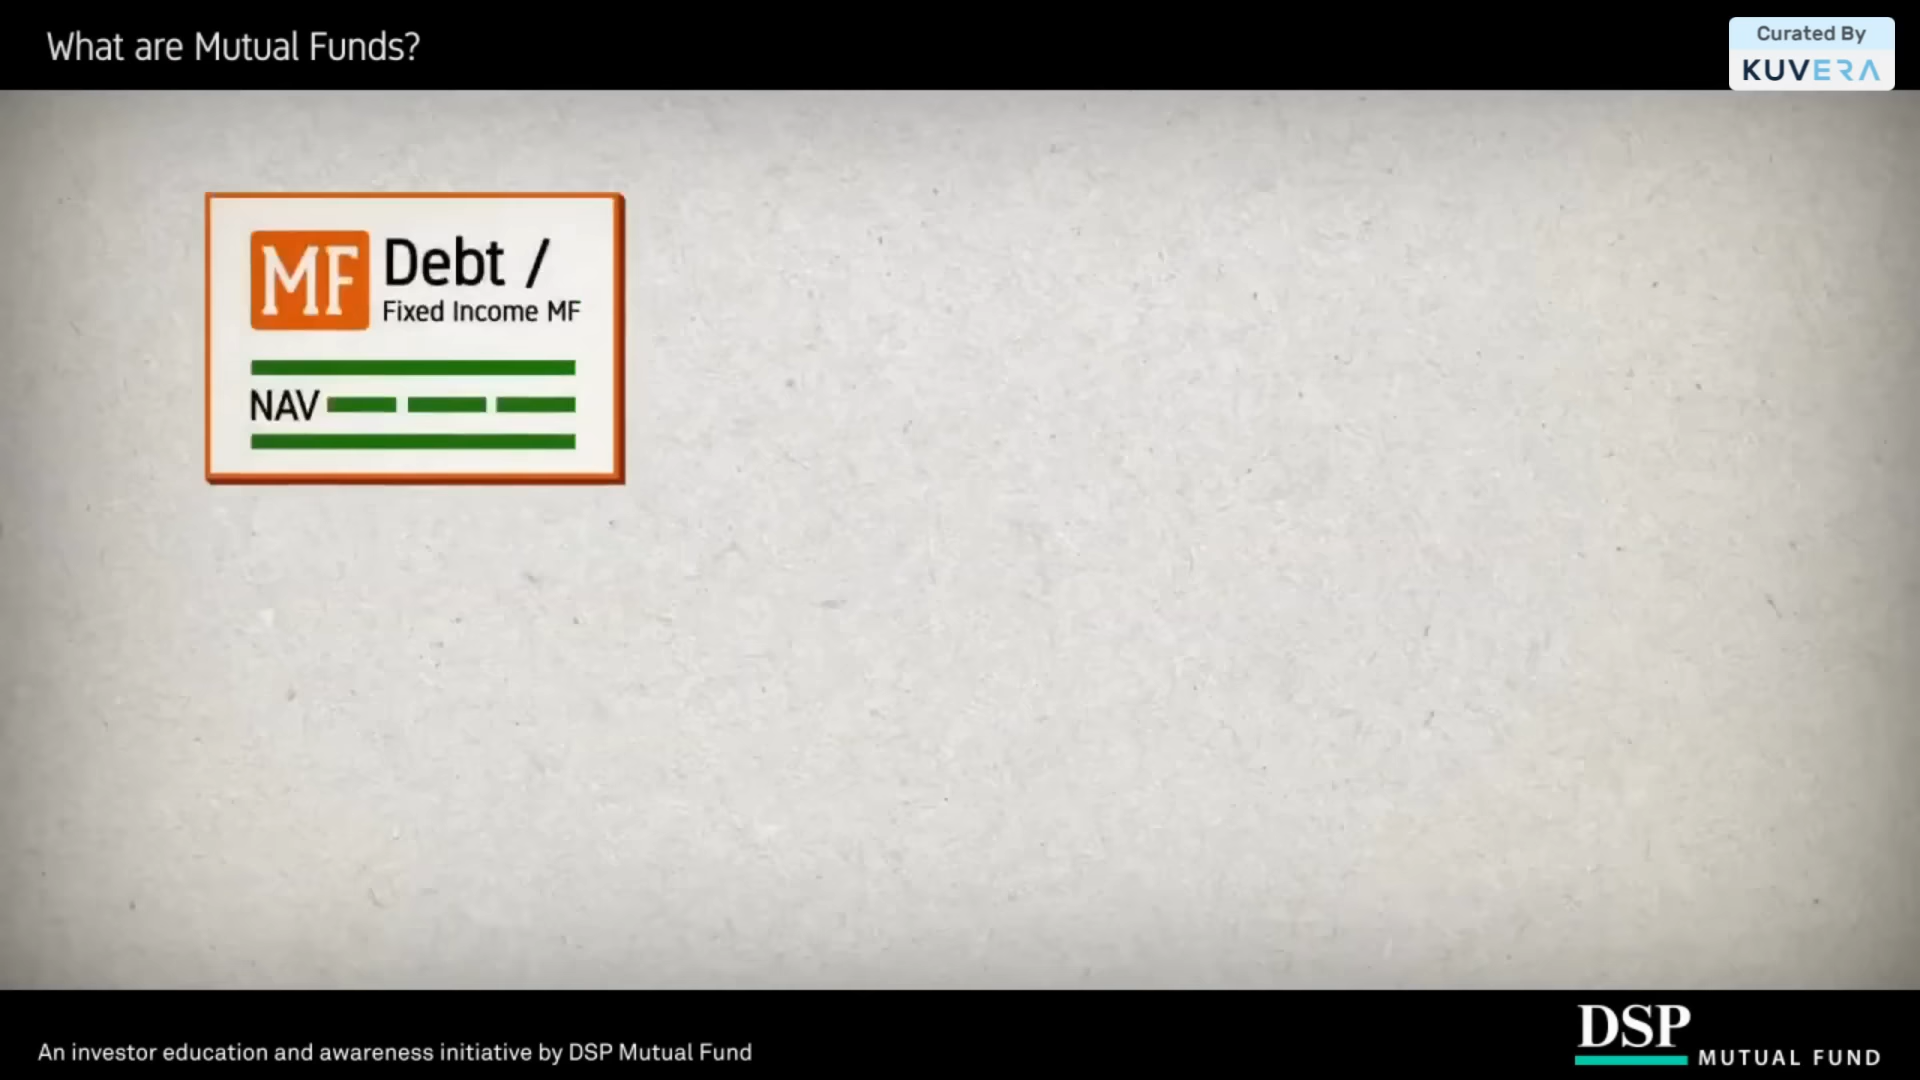 What are Mutual Funds?
Curated By
KUVERA
MF
Debt /
Fixed Income MF
NAV
An investor education and awareness initiative by DSP Mutual Fund
DSP
MUTUAL FUND